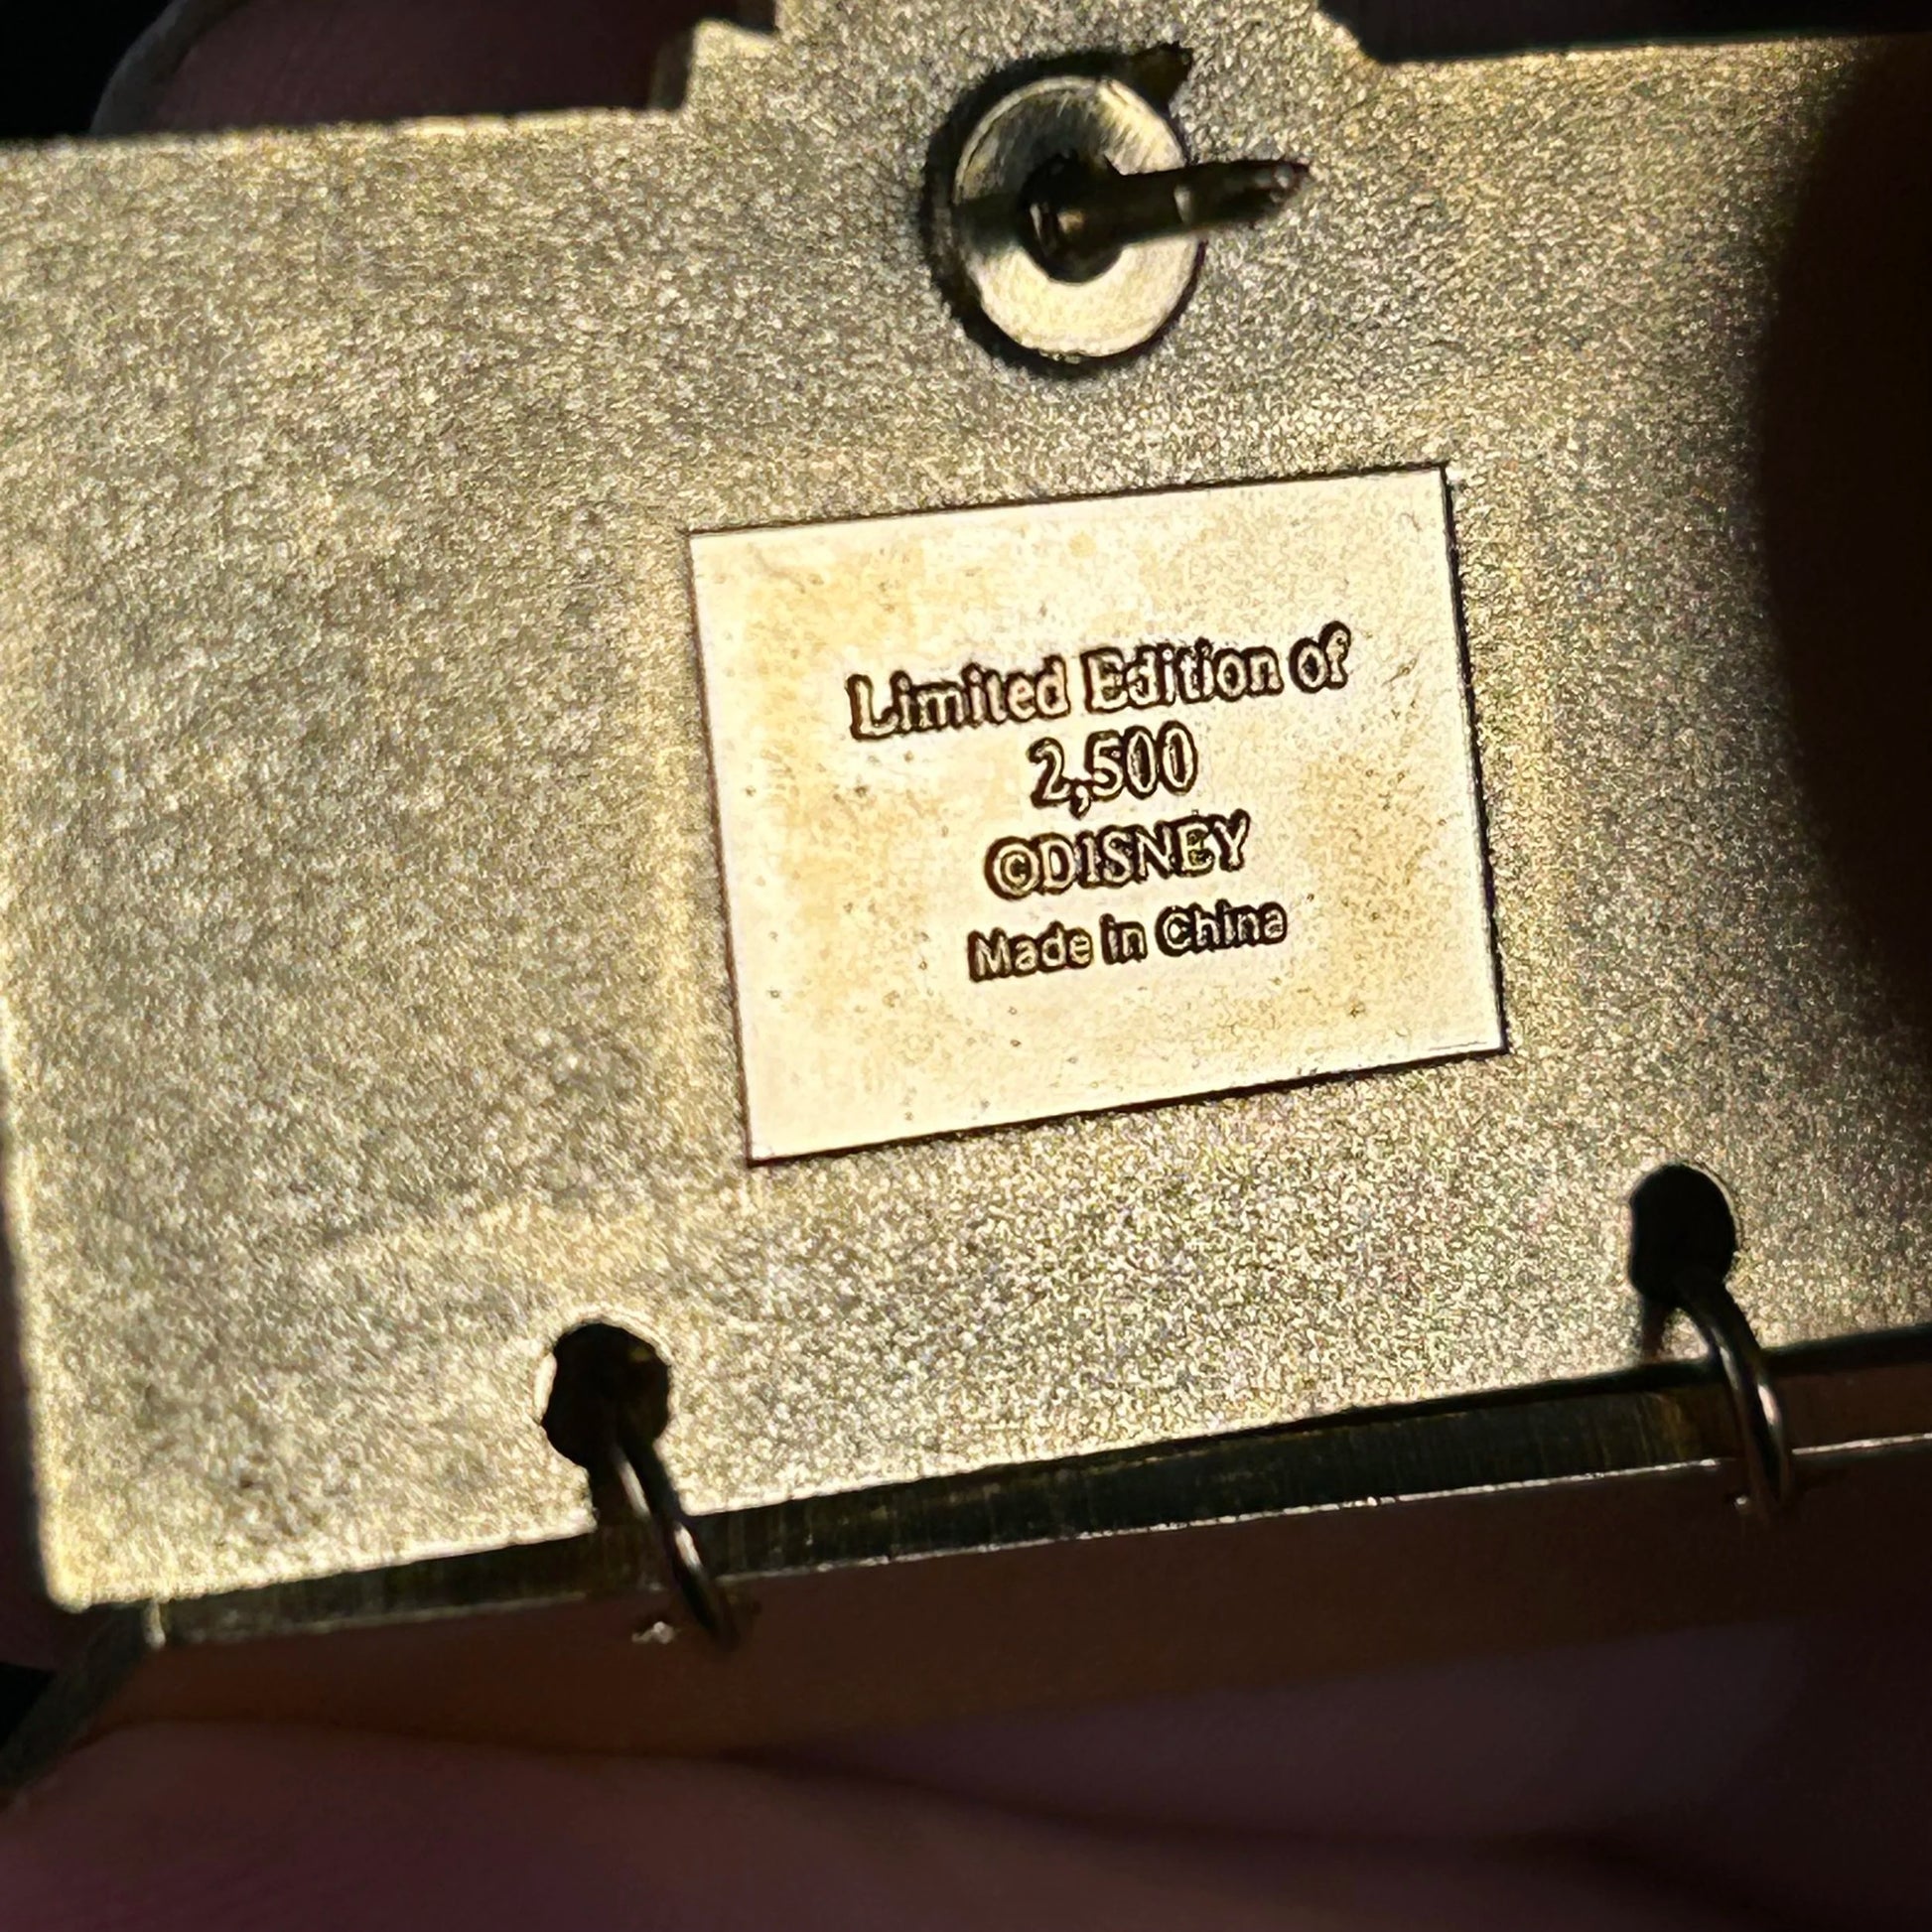 Limited Edition of
2,500
©DISNEY
Made in China